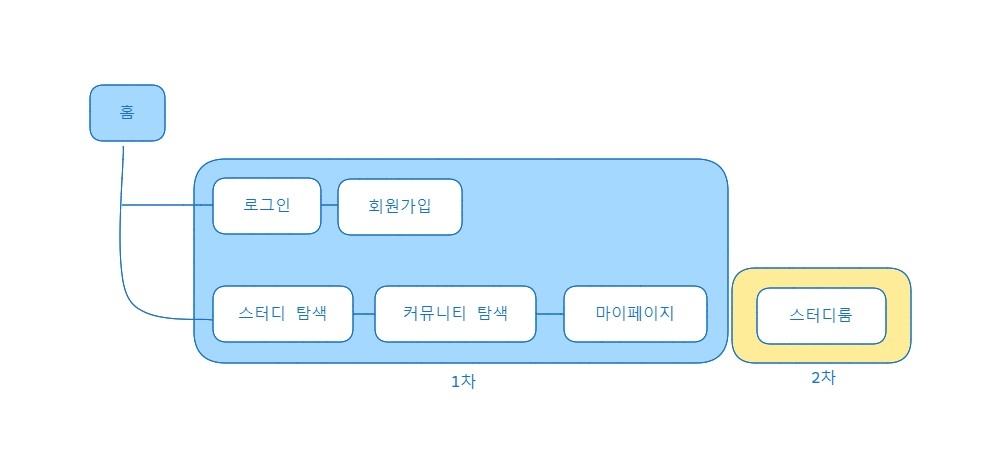 홈
로그인
회원가입
스터디 탐색
커뮤니티 탐색
마이페이지
스터디룸
1차
2차